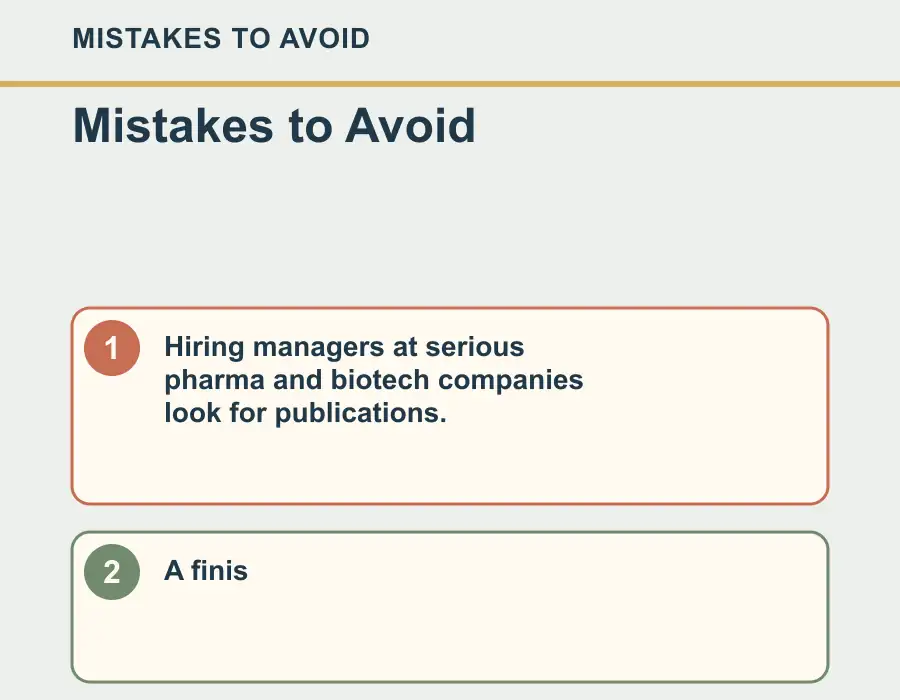 MISTAKES TO AVOID
Mistakes to Avoid
1
Hiring managers at serious
pharma and biotech companies
look for publications.
2
A finis